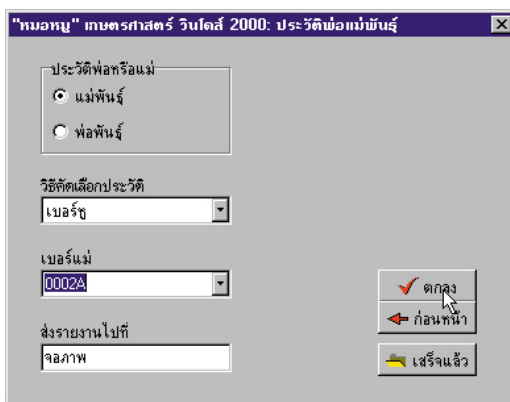 "หมอหมู" เกษตรศาสตร์ วินโดส์ 2000: ประวัติพ่อแม่พันธุ์
ประวัติพ่อหรือแม่
แม่พันธุ์
พ่อพันธุ์
วิธีคัดเลือกประวัติ
เบอร์หู
เบอร์แม่
0002A
ตกลง
ก่อนหน้า
ส่งรายงานไปที่
จอภาพ
เสร็จแล้ว